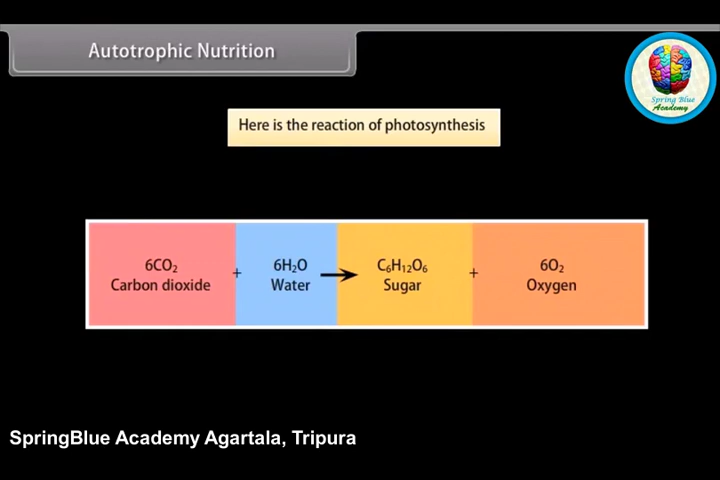 Autotrophic Nutrition
Spring Blue
Academy
Here is the reaction of photosynthesis
6CO₂ + 6H₂O → C₆H₁₂O₆ + 6O₂
Carbon dioxide Water Sugar Oxygen
SpringBlue Academy Agartala, Tripura